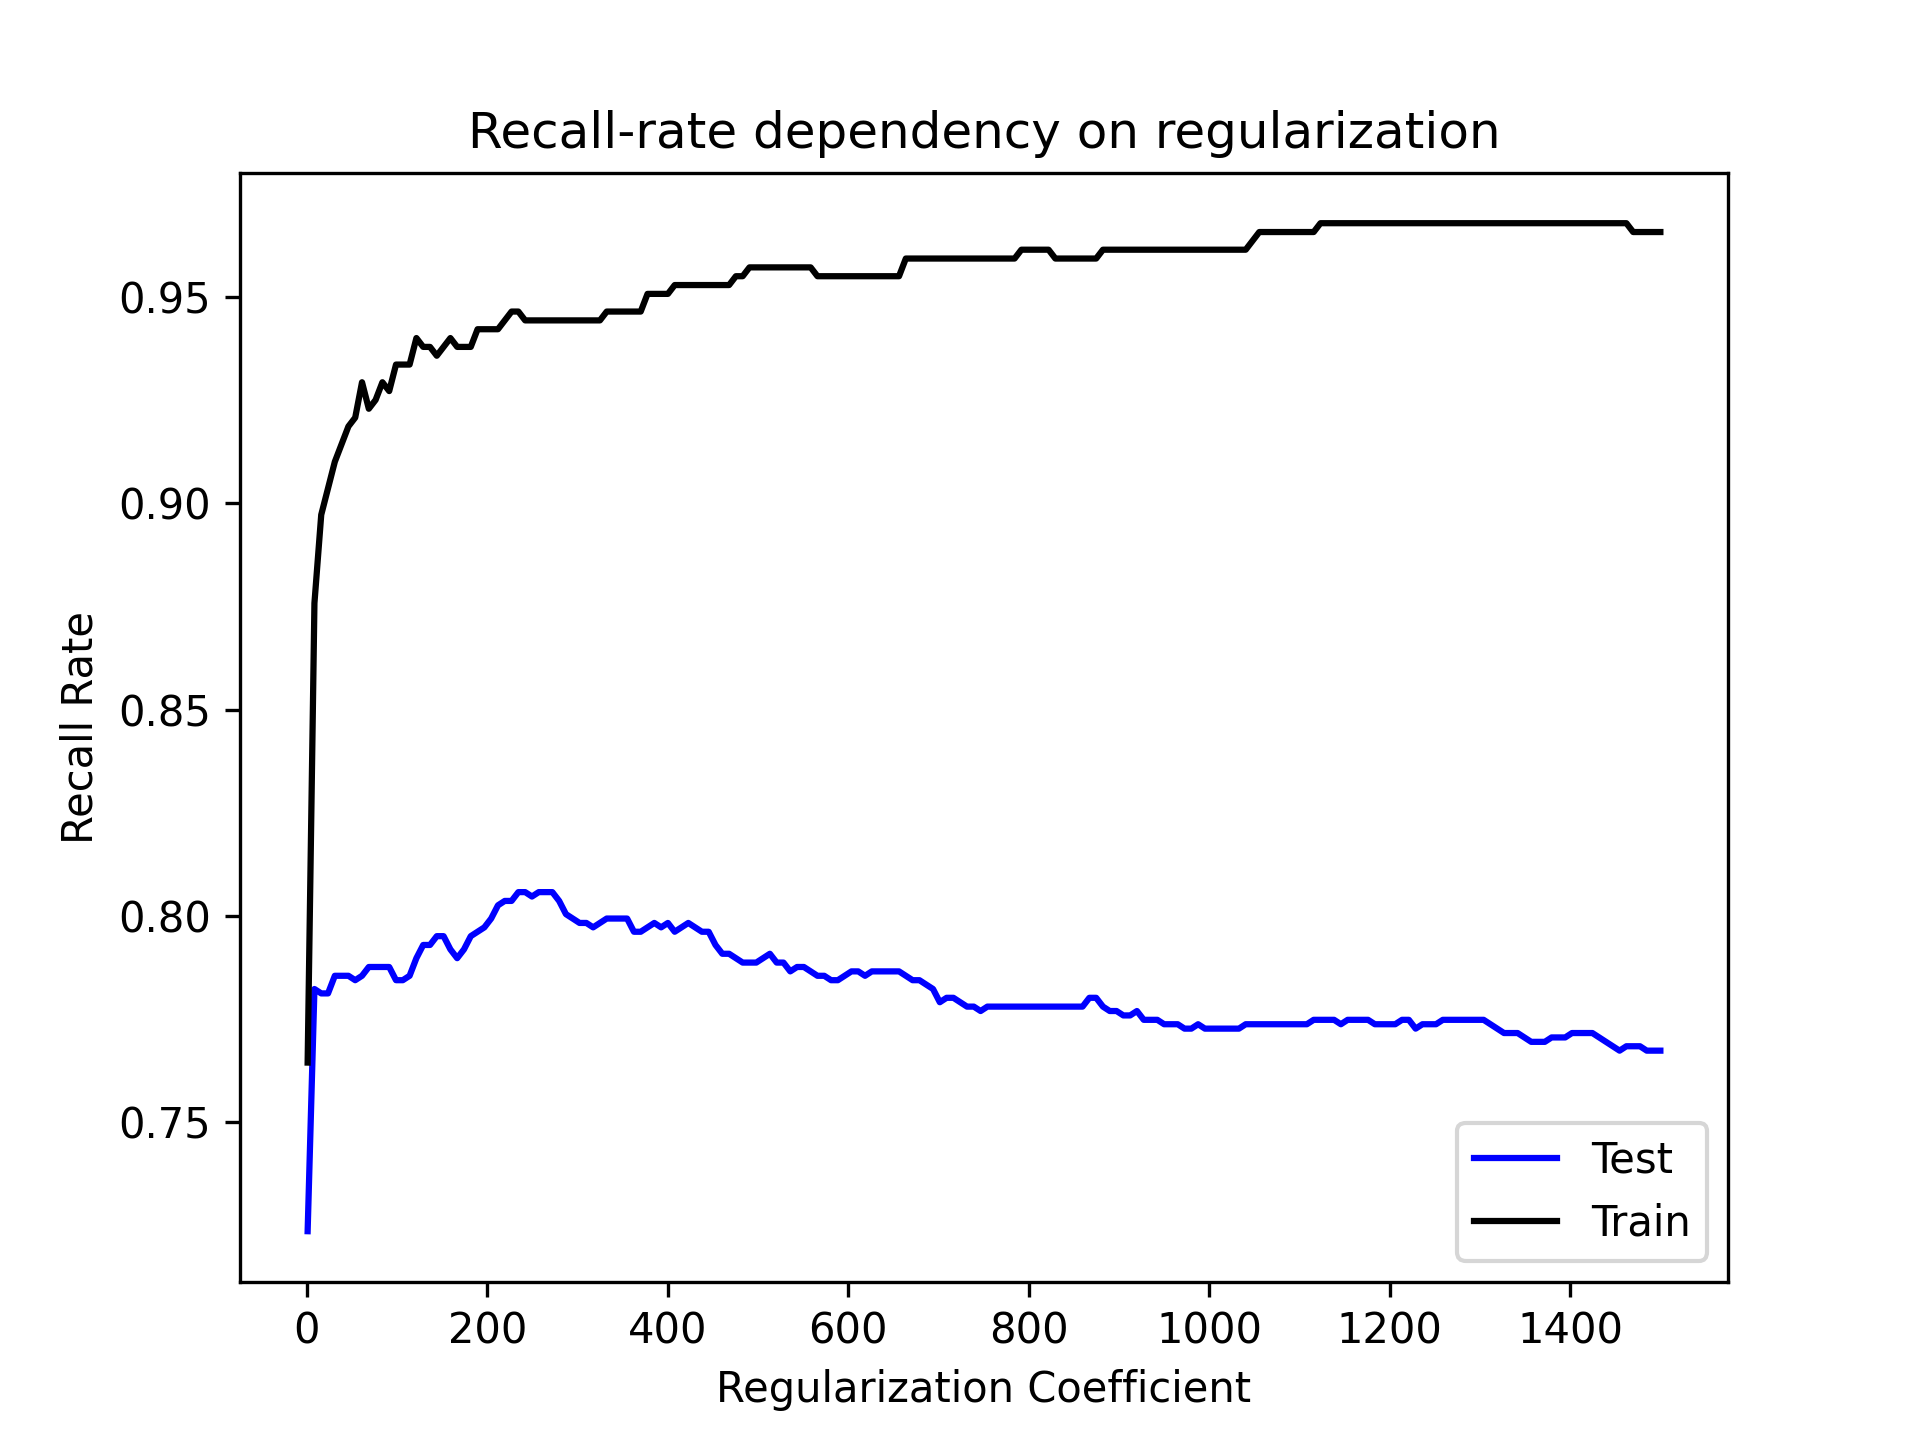 Recall-rate dependency on regularization
Recall Rate
0.95
0.90
0.85
0.80
0.75
Test
Train
0 200 400 600 800 1000 1200 1400
Regularization Coefficient